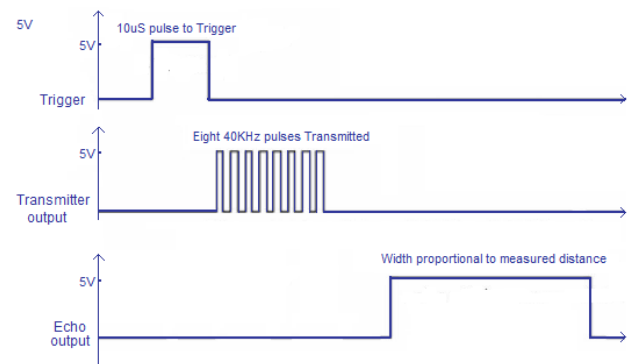 5V
10uS pulse to Trigger
5V
Trigger
Eight 40KHz pulses Transmitted
5V
Transmitter
output
Width proportional to measured distance
5V
Echo
output